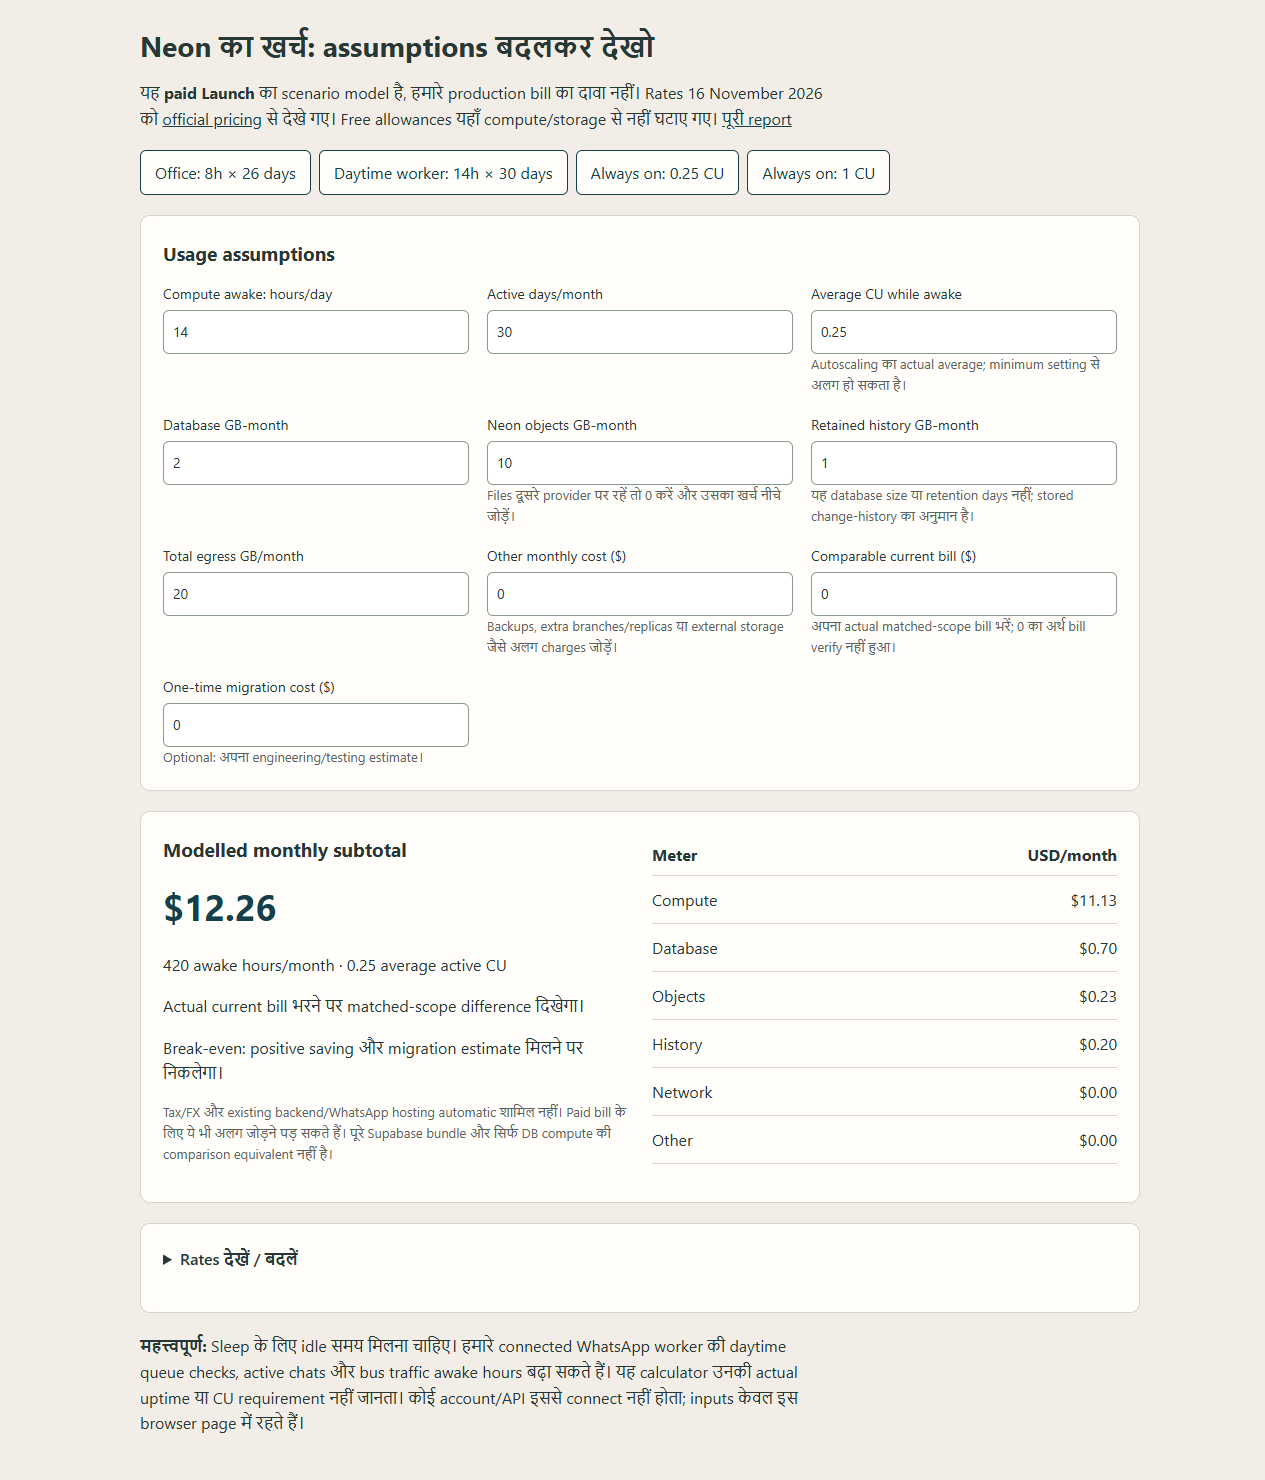 Neon का खर्च: assumptions बदलकर देखो
यह paid Launch का scenario model है, हमारे production bill का दावा नहीं। Rates 16 November 2026
को official pricing से देखे गए। Free allowances यहाँ compute/storage से नहीं घटाए गए। पूरी report
Office: 8h × 26 days
Daytime worker: 14h × 30 days
Always on: 0.25 CU
Always on: 1 CU
Usage assumptions
Compute awake: hours/day
14
Active days/month
30
Average CU while awake
0.25
Autoscaling का actual average; minimum setting से
अलग हो सकता है।
Database GB-month
2
Neon objects GB-month
10
Files दूसरे provider पर रहें तो 0 करें और उसका खर्च नीचे
जोड़ें।
Retained history GB-month
1
यह database size या retention days नहीं; stored
change-history का अनुमान है।
Total egress GB/month
20
Other monthly cost ($)
0
Backups, extra branches/replicas या external storage
जैसे अलग charges जोड़ें।
Comparable current bill ($)
0
अपना actual matched-scope bill भरें; 0 का अर्थ bill
verify नहीं हुआ।
One-time migration cost ($)
0
Optional: अपना engineering/testing estimate।
Modelled monthly subtotal
$12.26
420 awake hours/month · 0.25 average active CU
Actual current bill भरने पर matched-scope difference दिखेगा।
Break-even: positive saving और migration estimate मिलने पर
निकलेगा।
Tax/FX और existing backend/WhatsApp hosting automatic शामिल नहीं। Paid bill के
लिए ये भी अलग जोड़ने पड़ सकते हैं। पूरे Supabase bundle और सिर्फ DB compute की
comparison equivalent नहीं है।
Meter USD/month
Compute $11.13
Database $0.70
Objects $0.23
History $0.20
Network $0.00
Other $0.00
Rates देखें / बदलें
महत्त्वपूर्ण: Sleep के लिए idle समय मिलना चाहिए। हमारे connected WhatsApp worker की daytime
queue checks, active chats और bus traffic awake hours बढ़ा सकते हैं। यह calculator उनकी actual
uptime या CU requirement नहीं जानता। कोई account/API इससे connect नहीं होता; inputs केवल इस
browser page में रहते हैं।